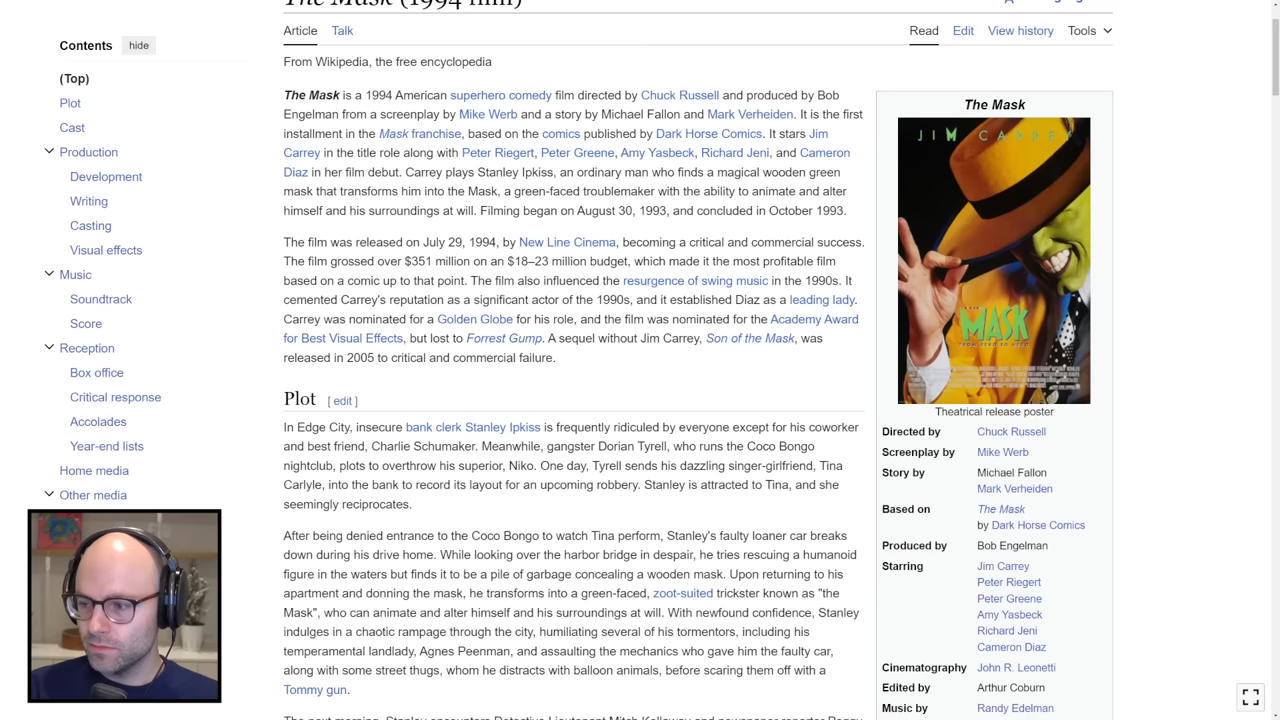 The Mask (1994 film)
Contents hide
(Top)
Plot
Cast
Production
Development
Writing
Casting
Visual effects
Music
Soundtrack
Score
Reception
Box office
Critical response
Accolades
Year-end lists
Home media
Other media
Article Talk Read Edit View history Tools
From Wikipedia, the free encyclopedia
The Mask is a 1994 American superhero comedy film directed by Chuck Russell and produced by Bob
Engelman from a screenplay by Mike Werb and a story by Michael Fallon and Mark Verheiden. It is the first
installment in the Mask franchise, based on the comics published by Dark Horse Comics. It stars Jim
Carrey in the title role along with Peter Riegert, Peter Greene, Amy Yasbeck, Richard Jeni, and Cameron
Diaz in her film debut. Carrey plays Stanley Ipkiss, an ordinary man who finds a magical wooden green
mask that transforms him into the Mask, a green-faced troublemaker with the ability to animate and alter
himself and his surroundings at will. Filming began on August 30, 1993, and concluded in October 1993.
The film was released on July 29, 1994, by New Line Cinema, becoming a critical and commercial success.
The film grossed over $351 million on an $18–23 million budget, which made it the most profitable film
based on a comic up to that point. The film also influenced the resurgence of swing music in the 1990s. It
cemented Carrey's reputation as a significant actor of the 1990s, and it established Diaz as a leading lady.
Carrey was nominated for a Golden Globe for his role, and the film was nominated for the Academy Award
for Best Visual Effects, but lost to Forrest Gump. A sequel without Jim Carrey, Son of the Mask, was
released in 2005 to critical and commercial failure.
Plot [ edit ]
In Edge City, insecure bank clerk Stanley Ipkiss is frequently ridiculed by everyone except for his coworker
and best friend, Charlie Schumaker. Meanwhile, gangster Dorian Tyrell, who runs the Coco Bongo
nightclub, plots to overthrow his superior, Niko. One day, Tyrell sends his dazzling singer-girlfriend, Tina
Carlyle, into the bank to record its layout for an upcoming robbery. Stanley is attracted to Tina, and she
seemingly reciprocates.
After being denied entrance to the Coco Bongo to watch Tina perform, Stanley's faulty loaner car breaks
down during his drive home. While looking over the harbor bridge in despair, he tries rescuing a humanoid
figure in the waters but finds it to be a pile of garbage concealing a wooden mask. Upon returning to his
apartment and donning the mask, he transforms into a green-faced, zoot-suited trickster known as "the
Mask", who can animate and alter himself and his surroundings at will. With newfound confidence, Stanley
indulges in a chaotic rampage through the city, humiliating several of his tormentors, including his
temperamental landlady, Agnes Peenman, and assaulting the mechanics who gave him the faulty car,
along with some street thugs, whom he distracts with balloon animals, before scaring them off with a
Tommy gun.
The next morning, Stanley encounters Detective Lieutenant Mitch Kellaway and newspaper reporter Peggy
The Mask
JIM CARREY
THE
MASK
FROM ZERO TO HERO
Theatrical release poster
Directed by Chuck Russell
Screenplay by Mike Werb
Story by Michael Fallon
Mark Verheiden
Based on The Mask
by Dark Horse Comics
Produced by Bob Engelman
Starring Jim Carrey
Peter Riegert
Peter Greene
Amy Yasbeck
Richard Jeni
Cameron Diaz
Cinematography John R. Leonetti
Edited by Arthur Coburn
Music by Randy Edelman